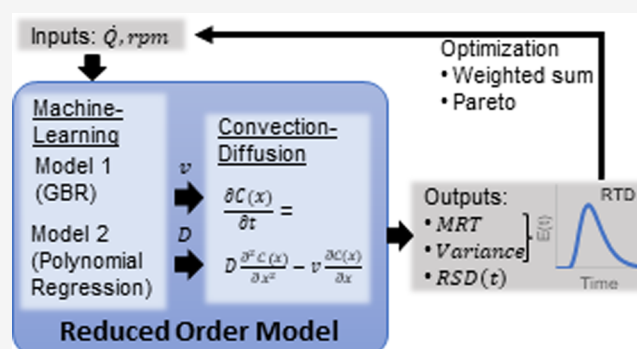 Inputs: Q̇, rpm
Optimization
• Weighted sum
• Pareto
Machine-
Learning
Model 1
(GBR)
Model 2
(Polynomial
Regression)
v
D
Convection-
Diffusion
∂C(x)/∂t =
D ∂²C(x)/∂x² − v ∂C(x)/∂x
Reduced Order Model
Outputs:
• MRT
• Variance
• RSD(t)
E(t)
RTD
Time